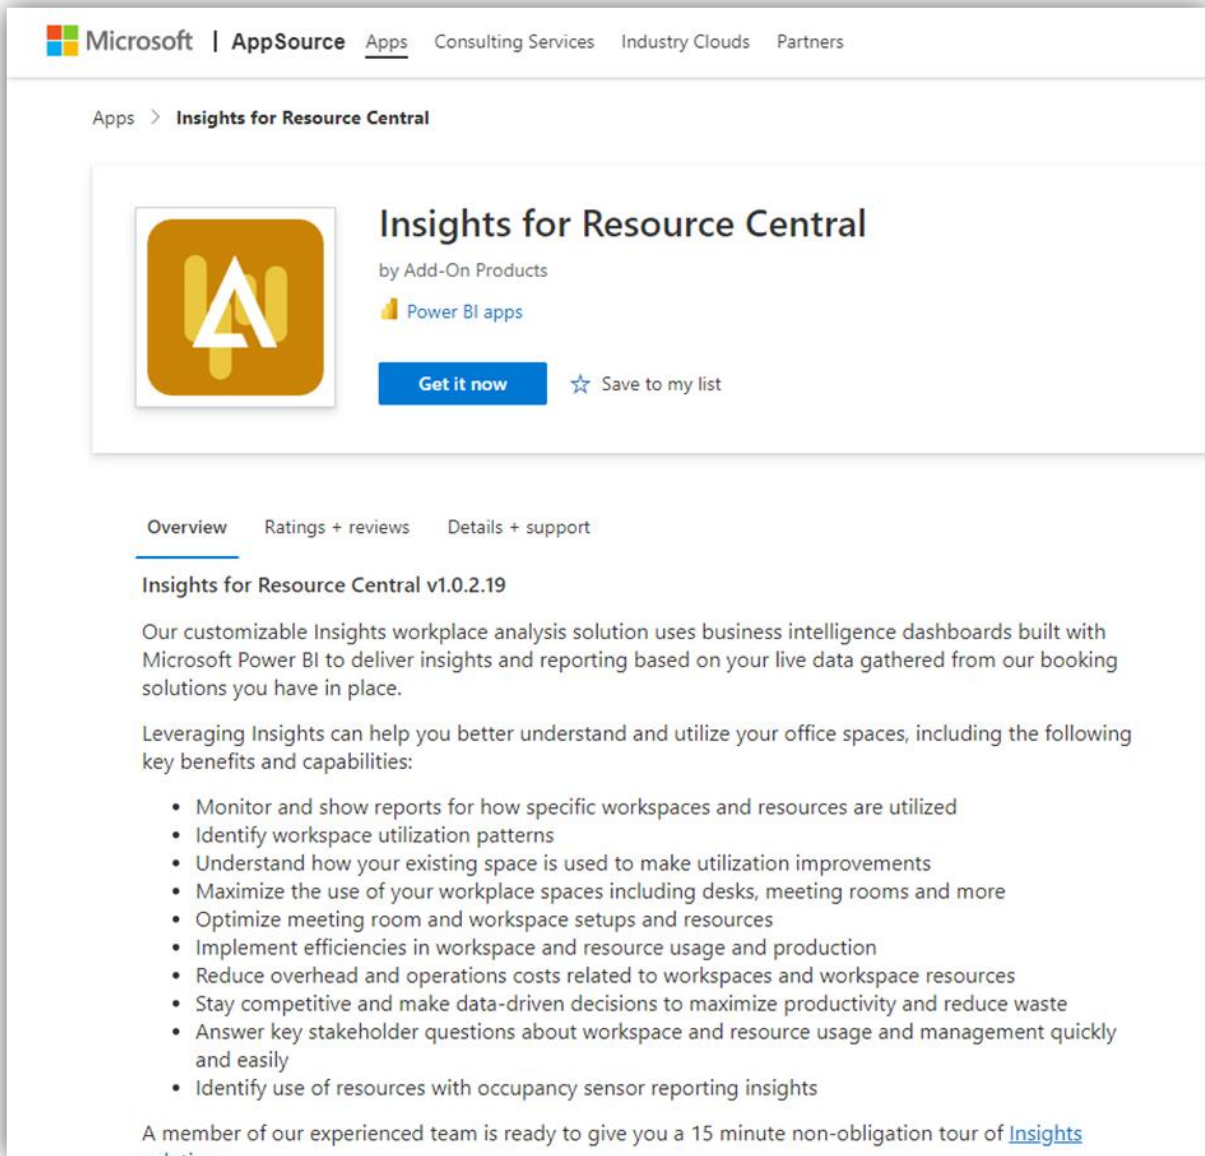 Microsoft | AppSource Apps Consulting Services Industry Clouds Partners
Apps > Insights for Resource Central
Insights for Resource Central
by Add-On Products
Power BI apps
Get it now ☆ Save to my list
Overview Ratings + reviews Details + support
Insights for Resource Central v1.0.2.19
Our customizable Insights workplace analysis solution uses business intelligence dashboards built with
Microsoft Power BI to deliver insights and reporting based on your live data gathered from our booking
solutions you have in place.
Leveraging Insights can help you better understand and utilize your office spaces, including the following
key benefits and capabilities:
• Monitor and show reports for how specific workspaces and resources are utilized
• Identify workspace utilization patterns
• Understand how your existing space is used to make utilization improvements
• Maximize the use of your workplace spaces including desks, meeting rooms and more
• Optimize meeting room and workspace setups and resources
• Implement efficiencies in workspace and resource usage and production
• Reduce overhead and operations costs related to workspaces and workspace resources
• Stay competitive and make data-driven decisions to maximize productivity and reduce waste
• Answer key stakeholder questions about workspace and resource usage and management quickly
and easily
• Identify use of resources with occupancy sensor reporting insights
A member of our experienced team is ready to give you a 15 minute non-obligation tour of Insights